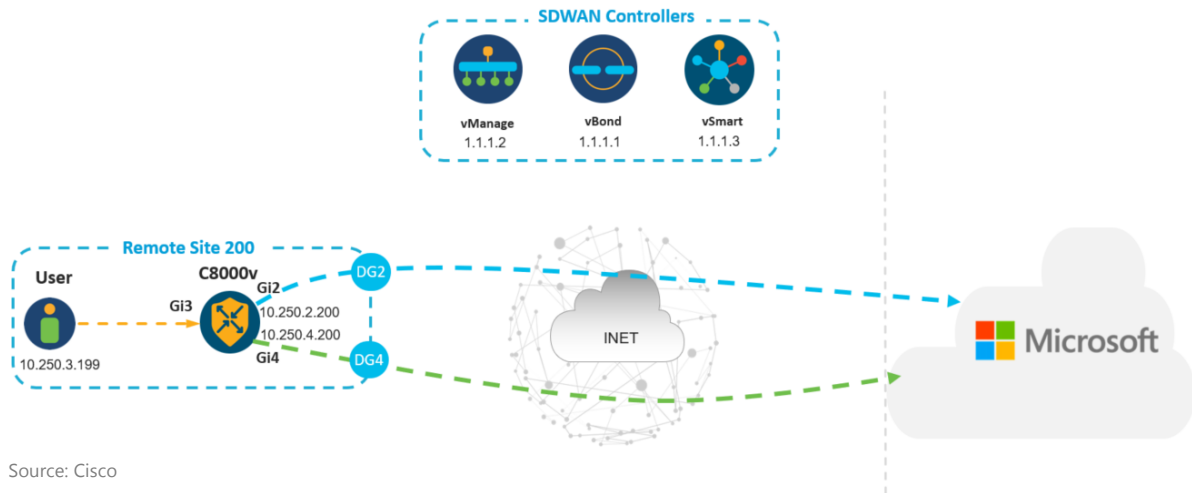 SDWAN Controllers
vManage
1.1.1.2
vBond
1.1.1.1
vSmart
1.1.1.3
Remote Site 200
User
10.250.3.199
Gi3
C8000v
Gi2
10.250.2.200
10.250.4.200
Gi4
DG2
DG4
INET
Microsoft
Source: Cisco